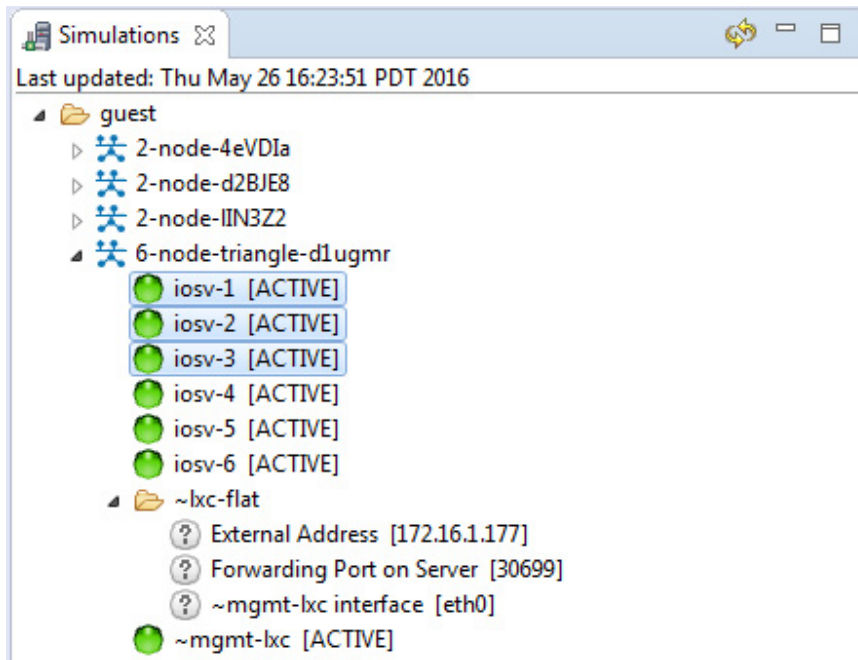 Simulations
Last updated: Thu May 26 16:23:51 PDT 2016
guest
2-node-4eVDIa
2-node-d2BJE8
2-node-lIN3Z2
6-node-triangle-d1ugmr
iosv-1 [ACTIVE]
iosv-2 [ACTIVE]
iosv-3 [ACTIVE]
iosv-4 [ACTIVE]
iosv-5 [ACTIVE]
iosv-6 [ACTIVE]
~lxc-flat
External Address [172.16.1.177]
Forwarding Port on Server [30699]
~mgmt-lxc interface [eth0]
~mgmt-lxc [ACTIVE]